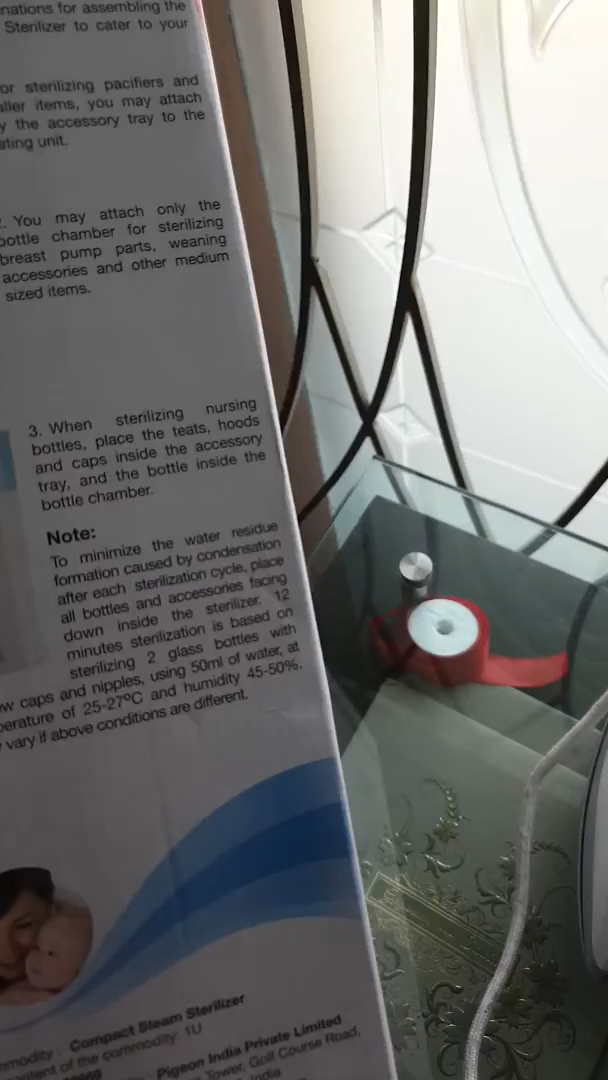 nations for assembling the
Sterilizer to cater to your
or sterilizing pacifiers and
ller items, you may attach
y the accessory tray to the
ating unit.
. You may attach only the
bottle chamber for sterilizing
breast pump parts, weaning
accessories and other medium
sized items.
3. When sterilizing nursing
bottles, place the teats, hoods
and caps inside the accessory
tray, and the bottle inside the
bottle chamber.
Note:
To minimize the water residue
formation caused by condensation
after each sterilization cycle, place
all bottles and accessories facing
down inside the sterilizer. 12
minutes sterilization is based on
sterilizing 2 glass bottles with
ew caps and nipples, using 50ml of water, at
perature of 25-27ºC and humidity 45-50%.
vary if above conditions are different.
mmodity : Compact Steam Sterilizer
ontent of the commodity: 1U
: Pigeon India Private Limited
Tower, Golf Course Road,
India